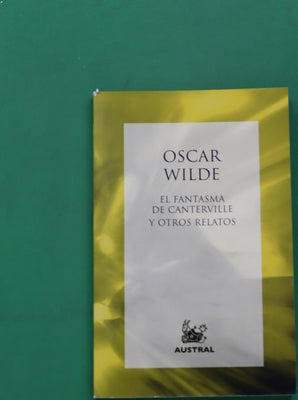 OSCAR
WILDE
EL FANTASMA
DE CANTERVILLE
Y OTROS RELATOS
AUSTRAL